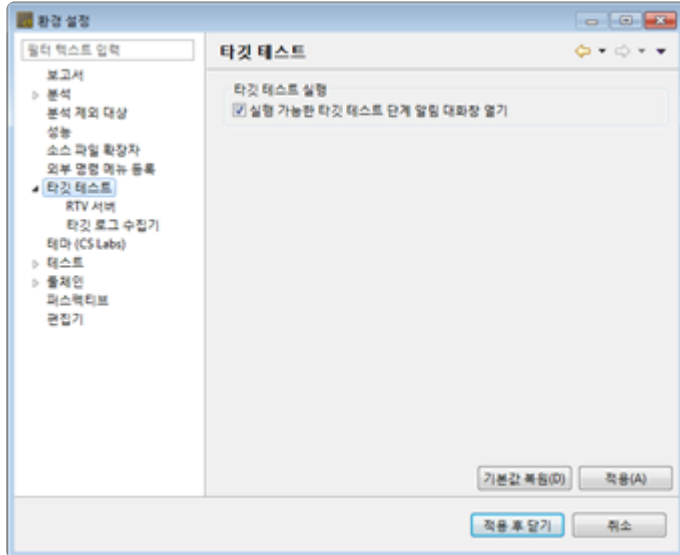 환경 설정
필터 텍스트 입력
보고서
분석
분석 제외 대상
성능
소스 파일 확장자
외부 명령 메뉴 등록
타깃 테스트
RTV 서버
타깃 로그 수집기
테마 (CS Labs)
테스트
툴체인
퍼스펙티브
편집기
타깃 테스트
타깃 테스트 실행
실행 가능한 타깃 테스트 단계 알림 대화창 열기
기본값 복원(D)
적용(A)
적용 후 닫기
취소